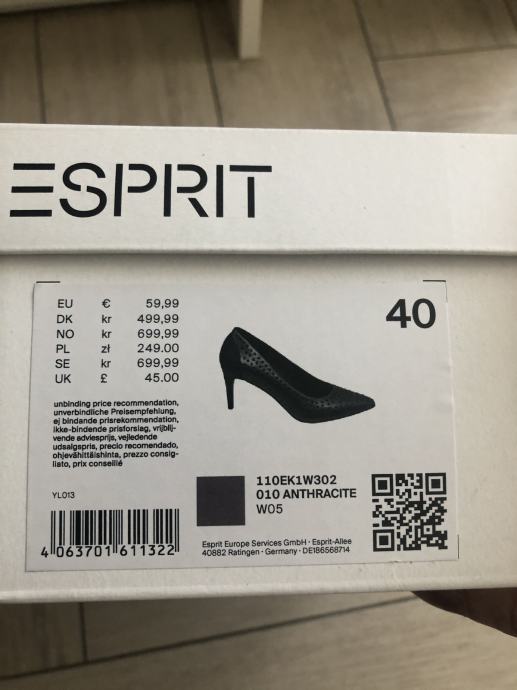 ESPRIT
EU € 59,99
DK kr 499,99
NO kr 699,99
PL zł 249.00
SE kr 699,99
UK £ 45.00
40
unbinding price recommendation,
unverbindliche Preisempfehlung,
ej bindande prisrekommendation,
ikke-bindende prisforslag, vrijblij-
vende adviesprijs, vejledende
udsalgspris, precio recomendado,
ohjevähittäishinta, prezzo consig-
liato, prix conseillé
YL013
110EK1W302
010 ANTHRACITE
W05
4 063701 611322
Esprit Europe Services GmbH · Esprit-Allee
40882 Ratingen · Germany · DE186568714